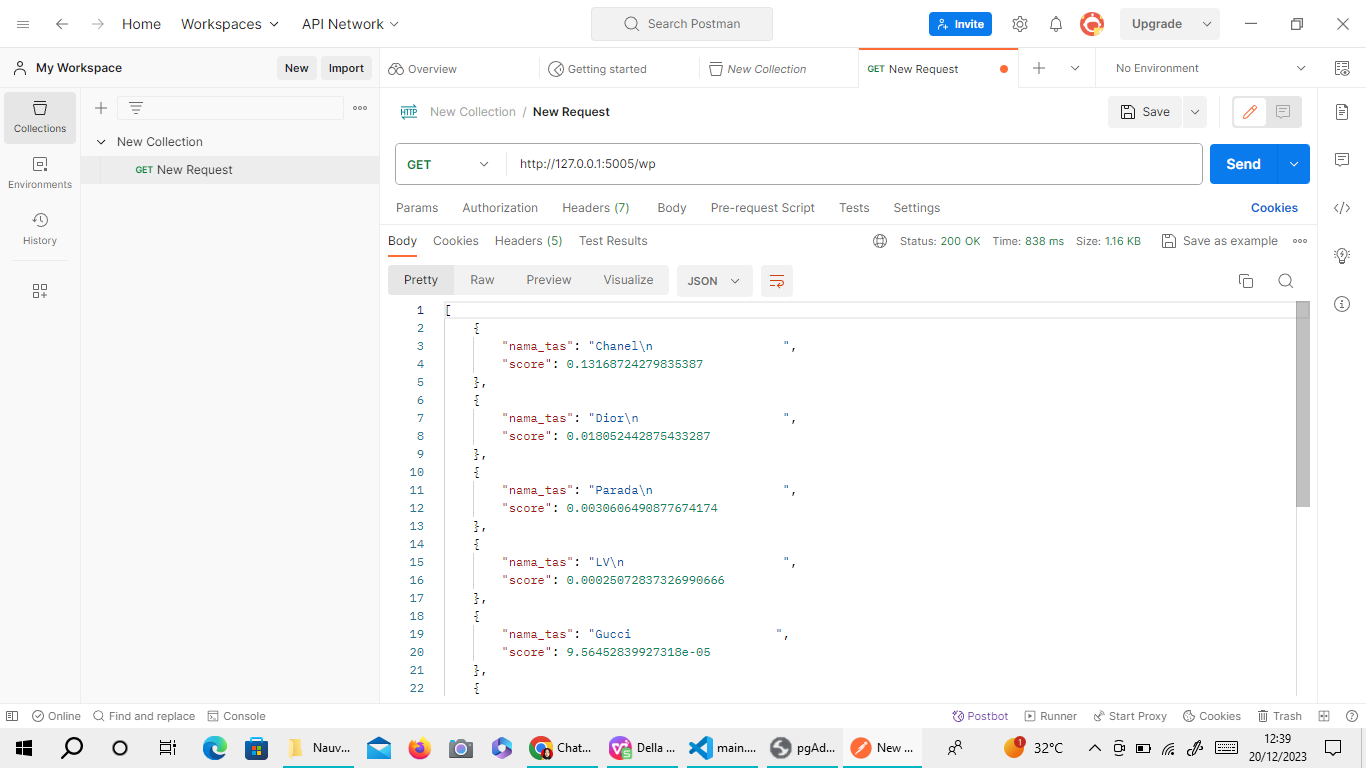 Home Workspaces API Network Search Postman Invite Upgrade
My Workspace New Import Overview Getting started New Collection GET New Request No Environment
Collections
Environments
History
New Collection
GET New Request
HTTP New Collection / New Request Save
GET http://127.0.0.1:5005/wp Send
Params Authorization Headers (7) Body Pre-request Script Tests Settings Cookies
Body Cookies Headers (5) Test Results Status: 200 OK Time: 838 ms Size: 1.16 KB Save as example
Pretty Raw Preview Visualize JSON
1 [
2 {
3 "nama_tas": "Chanel\n ",
4 "score": 0.13168724279835387
5 },
6 {
7 "nama_tas": "Dior\n ",
8 "score": 0.018052442875433287
9 },
10 {
11 "nama_tas": "Parada\n ",
12 "score": 0.0030606490877674174
13 },
14 {
15 "nama_tas": "LV\n ",
16 "score": 0.00025072837326990666
17 },
18 {
19 "nama_tas": "Gucci ",
20 "score": 9.56452839927318e-05
21 },
22 {
Online Find and replace Console Postbot Runner Start Proxy Cookies Trash
Nauv... Chat... Della ... main.... pgAd... New ... 1 32°C 12:39
20/12/2023